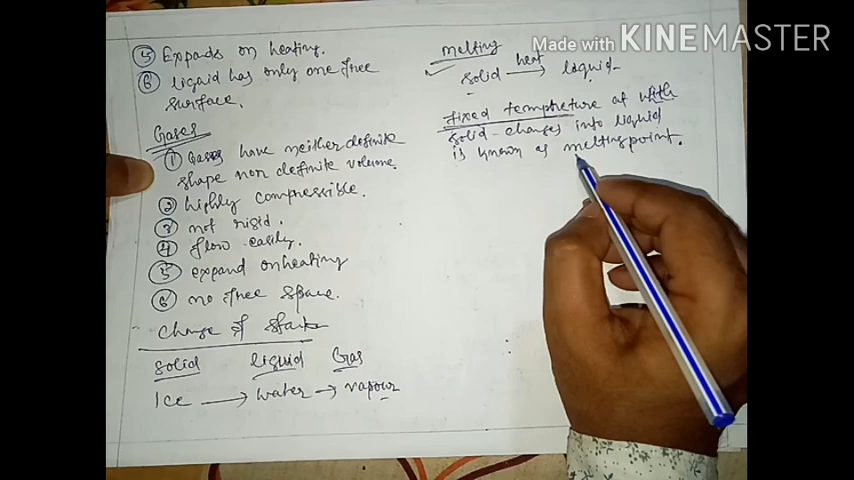 ⑤ Expands on heating.
⑥ liquid has only one free
surface.
Gases
① Gases have neither definite
shape nor definite volume.
② highly compressible.
③ not rigid.
④ flow easily.
⑤ expand on heating
⑥ no free space.
Change of state
solid liquid Gas
Ice → water → vapour
Made with KINEMASTER
melting
✓ solid heat → liquid
fixed tempreture at with
solid changes into liquid
is known as melting point.